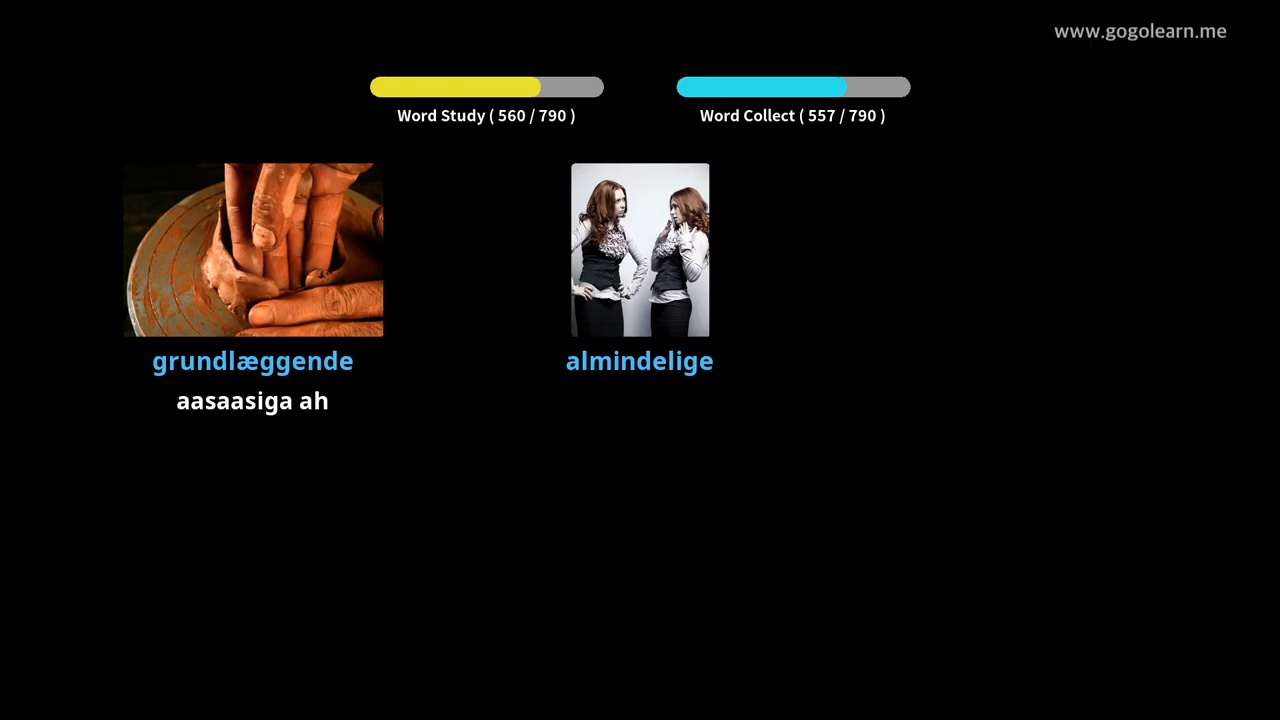 www.gogolearn.me
Word Study ( 560 / 790 )
Word Collect ( 557 / 790 )
grundlæggende
almindelige
aasaasiga ah